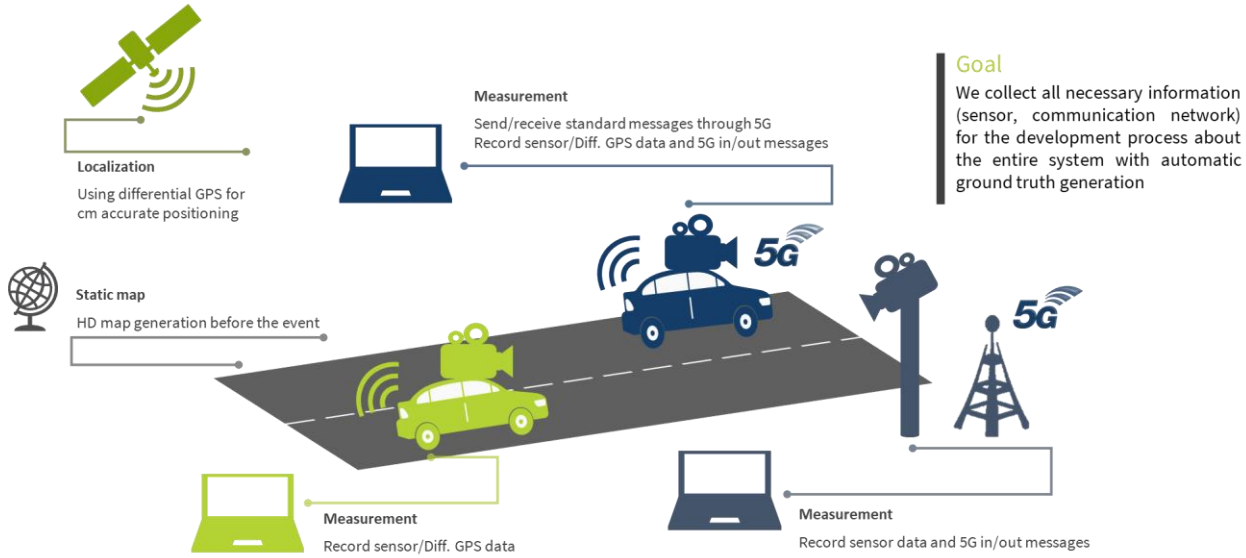 Goal
We collect all necessary information
(sensor, communication network)
for the development process about
the entire system with automatic
ground truth generation
Measurement
Send/receive standard messages through 5G
Record sensor/Diff. GPS data and 5G in/out messages
Localization
Using differential GPS for
cm accurate positioning
5G
Static map
HD map generation before the event
5G
Measurement
Record sensor/Diff. GPS data
Measurement
Record sensor data and 5G in/out messages